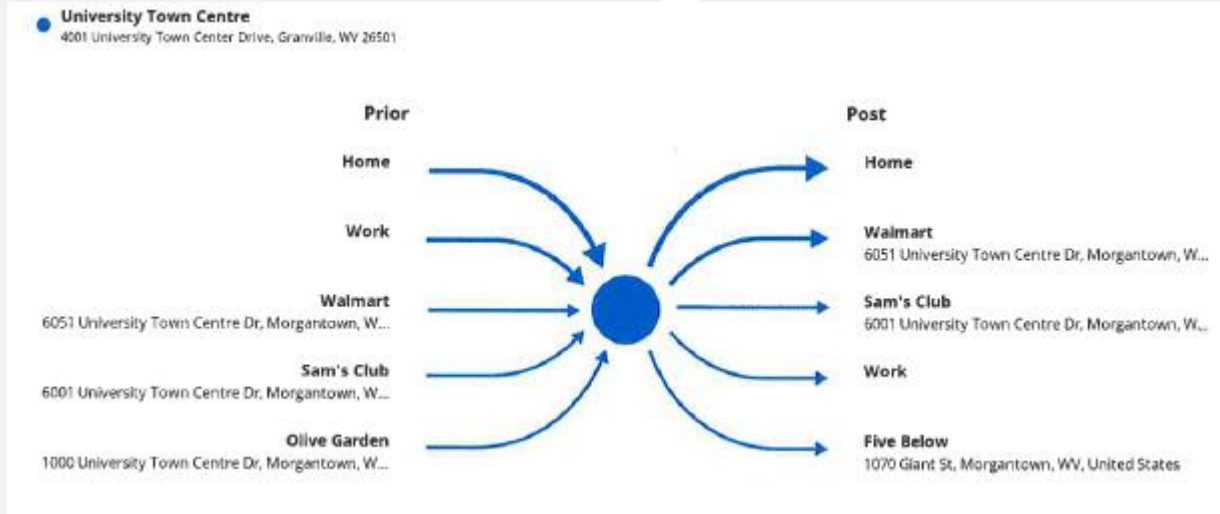 University Town Centre
4001 University Town Center Drive, Granville, WV 26501
Prior
Home
Work
Walmart
6051 University Town Centre Dr, Morgantown, W...
Sam's Club
6001 University Town Centre Dr, Morgantown, W...
Olive Garden
1000 University Town Centre Dr, Morgantown, W...
Post
Home
Walmart
6051 University Town Centre Dr, Morgantown, W...
Sam's Club
6001 University Town Centre Dr, Morgantown, W...
Work
Five Below
1070 Giant St, Morgantown, WV, United States